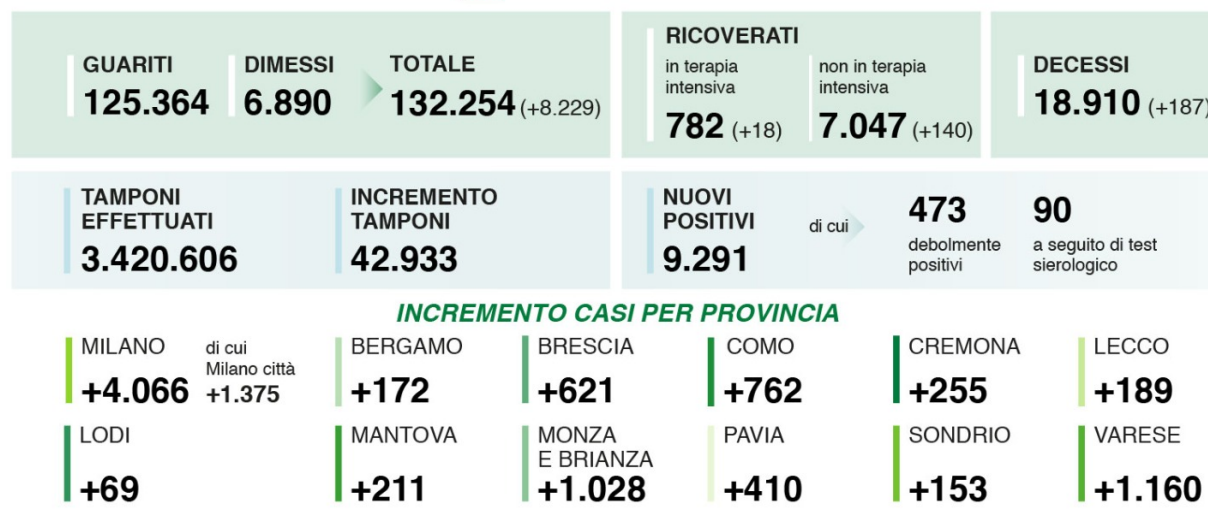 GUARITI
125.364
DIMESSI
6.890
TOTALE
132.254 (+8.229)
RICOVERATI
in terapia
intensiva
782 (+18)
non in terapia
intensiva
7.047 (+140)
DECESSI
18.910 (+187)
TAMPONI
EFFETTUATI
3.420.606
INCREMENTO
TAMPONI
42.933
NUOVI
POSITIVI
9.291
di cui
473
debolmente
positivi
90
a seguito di test
sierologico
INCREMENTO CASI PER PROVINCIA
MILANO
+4.066
di cui
Milano città
+1.375
BERGAMO
+172
BRESCIA
+621
COMO
+762
CREMONA
+255
LECCO
+189
LODI
+69
MANTOVA
+211
MONZA
E BRIANZA
+1.028
PAVIA
+410
SONDRIO
+153
VARESE
+1.160